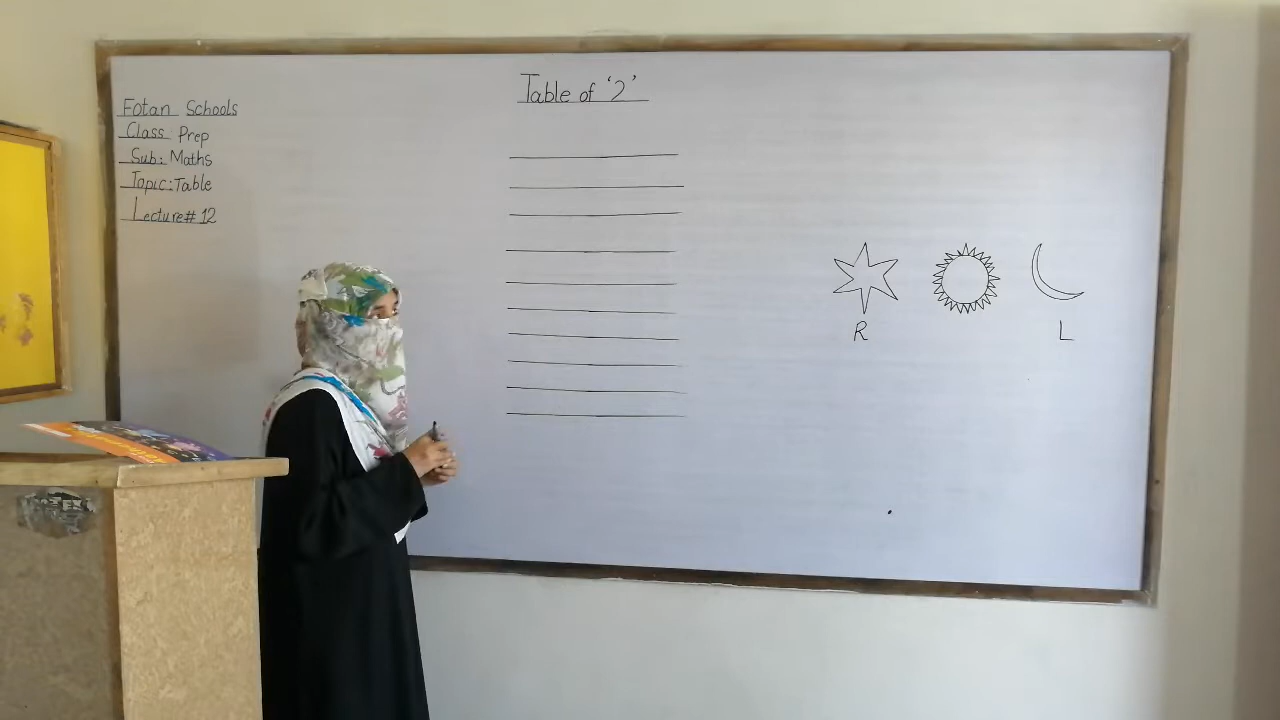 Fotan Schools
Class Prep
Sub: Maths
Topic: Table
Lecture# 12
Table of '2'
R
L